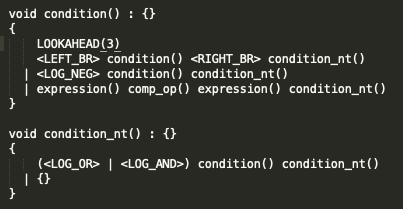 void condition() : {}
{
LOOKAHEAD(3)
<LEFT_BR> condition() <RIGHT_BR> condition_nt()
| <LOG_NEG> condition() condition_nt()
| expression() comp_op() expression() condition_nt()
}
void condition_nt() : {}
{
(<LOG_OR> | <LOG_AND>) condition() condition_nt()
| {}
}